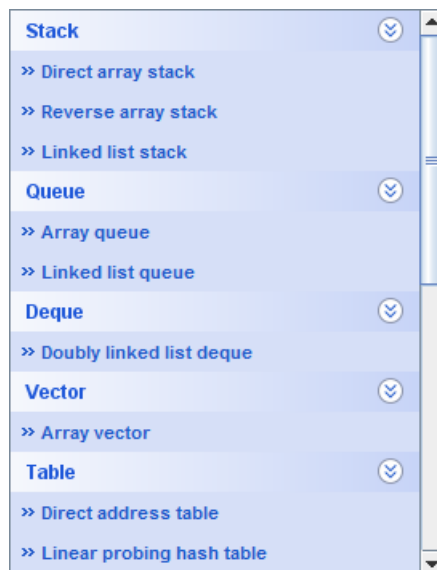 Stack
» Direct array stack
» Reverse array stack
» Linked list stack
Queue
» Array queue
» Linked list queue
Deque
» Doubly linked list deque
Vector
» Array vector
Table
» Direct address table
» Linear probing hash table